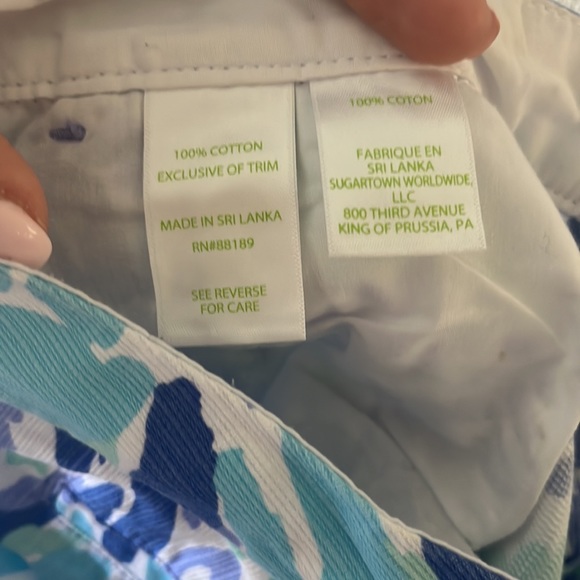 100% COTTON
EXCLUSIVE OF TRIM
MADE IN SRI LANKA
RN#88189
SEE REVERSE
FOR CARE
100% COTON
FABRIQUE EN
SRI LANKA
SUGARTOWN WORLDWIDE,
LLC
800 THIRD AVENUE
KING OF PRUSSIA, PA